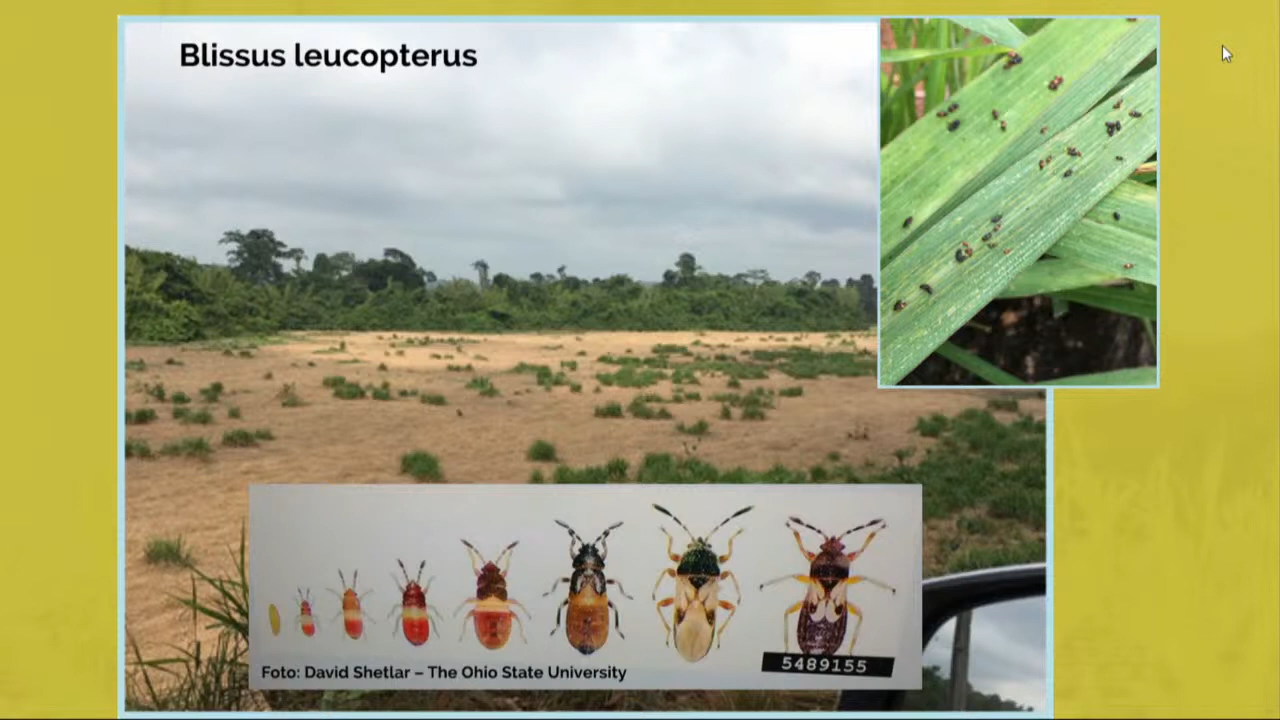 Blissus leucopterus
Foto: David Shetlar – The Ohio State University
5489155